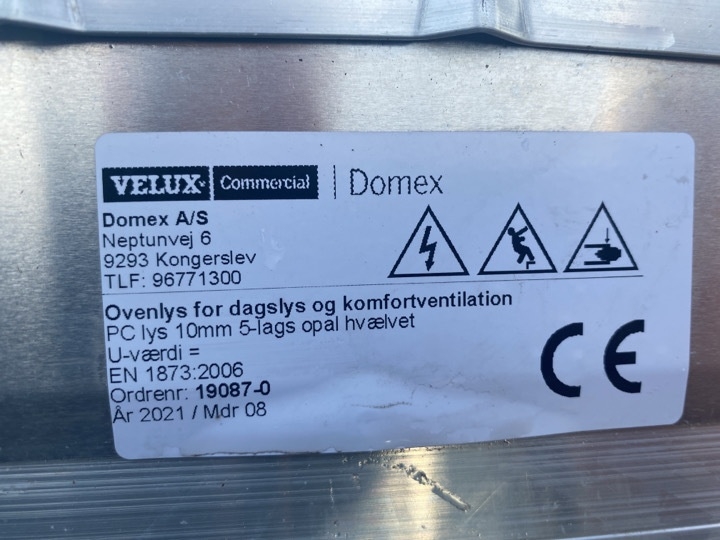 VELUX Commercial | Domex
Domex A/S
Neptunvej 6
9293 Kongerslev
TLF: 96771300
Ovenlys for dagslys og komfortventilation
PC lys 10mm 5-lags opal hvælvet
U-værdi =
EN 1873:2006
Ordrenr: 19087-0
År 2021 / Mdr 08
CE